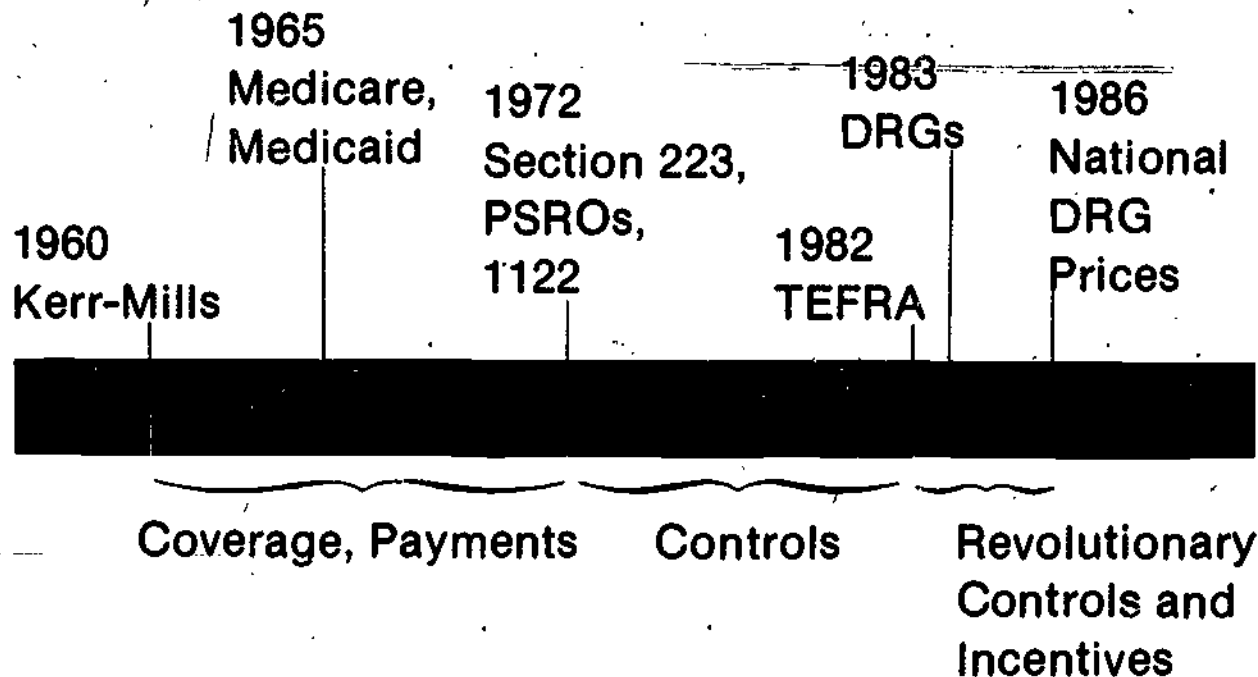 1960
Kerr-Mills
1965
Medicare,
Medicaid
1972
Section 223,
PSROs,
1122
1982
TEFRA
1983
DRGs
1986
National
DRG
Prices
Coverage, Payments
Controls
Revolutionary
Controls and
Incentives